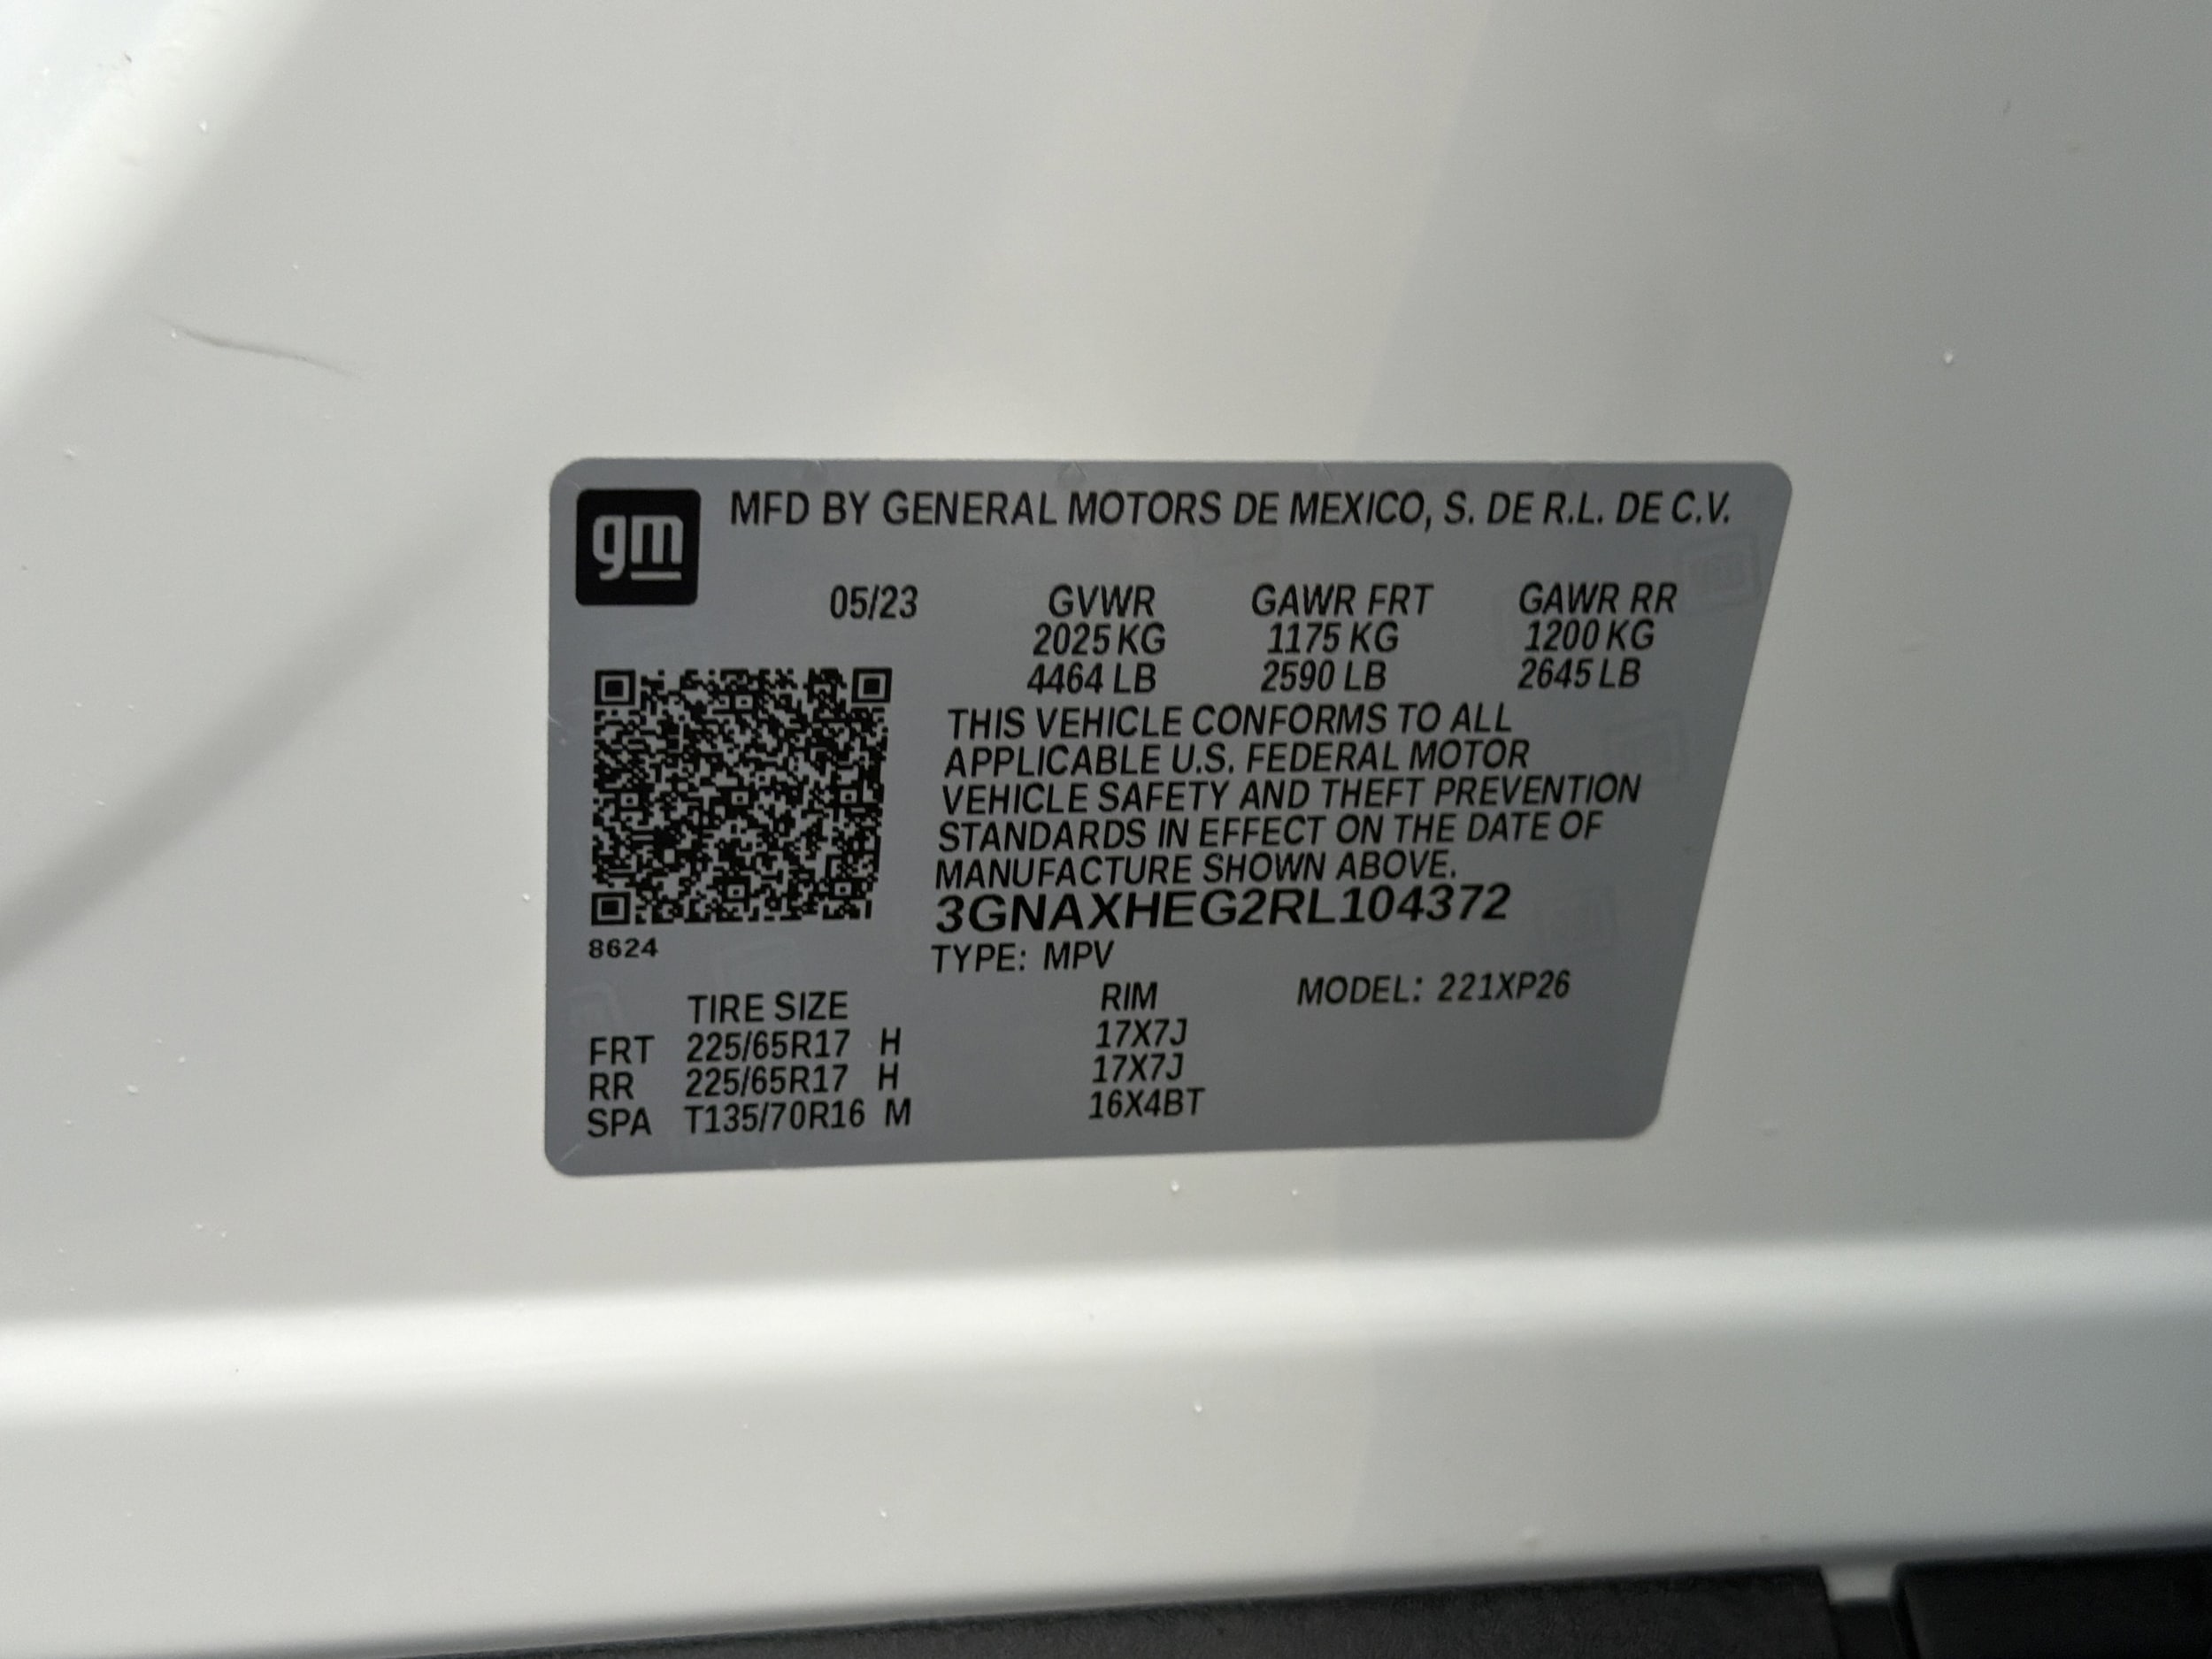 gm
MFD BY GENERAL MOTORS DE MEXICO, S. DE R.L. DE C.V.
05/23 GVWR GAWR FRT GAWR RR
2025 KG 1175 KG 1200 KG
4464 LB 2590 LB 2645 LB
THIS VEHICLE CONFORMS TO ALL
APPLICABLE U.S. FEDERAL MOTOR
VEHICLE SAFETY AND THEFT PREVENTION
STANDARDS IN EFFECT ON THE DATE OF
MANUFACTURE SHOWN ABOVE.
3GNAXHEG2RL104372
8624
TYPE: MPV
TIRE SIZE RIM MODEL: 221XP26
FRT 225/65R17 H 17X7J
RR 225/65R17 H 17X7J
SPA T135/70R16 M 16X4BT